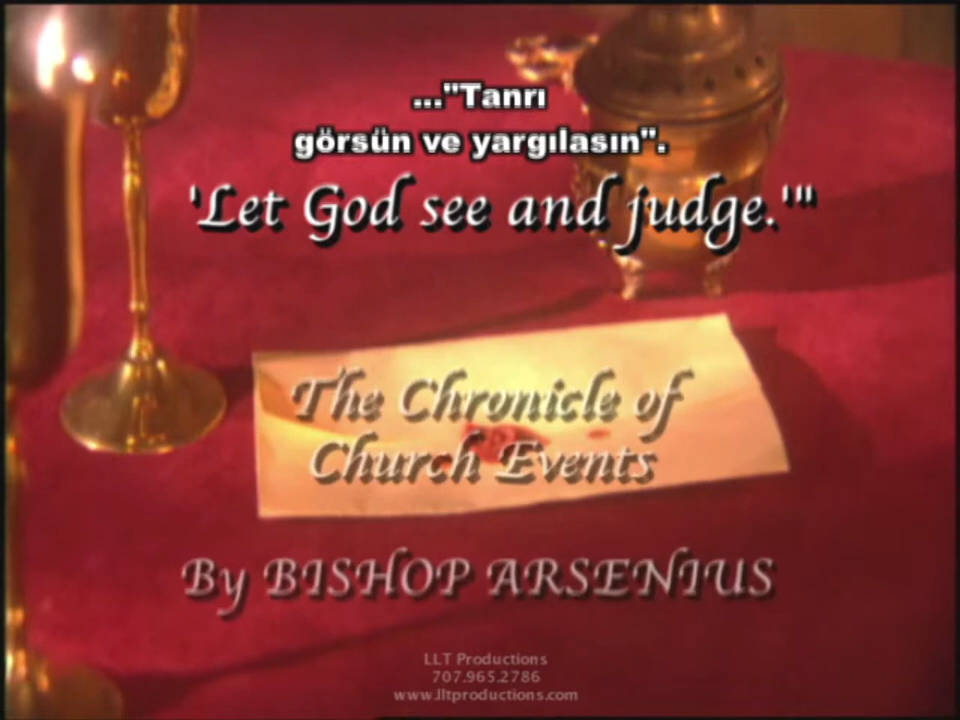 ..."Tanrı
görsün ve yargılasın".
'Let God see and judge.'"
The Chronicle of
Church Events
By BISHOP ARSENIUS
LLT Productions
707.965.2786
www.lltproductions.com